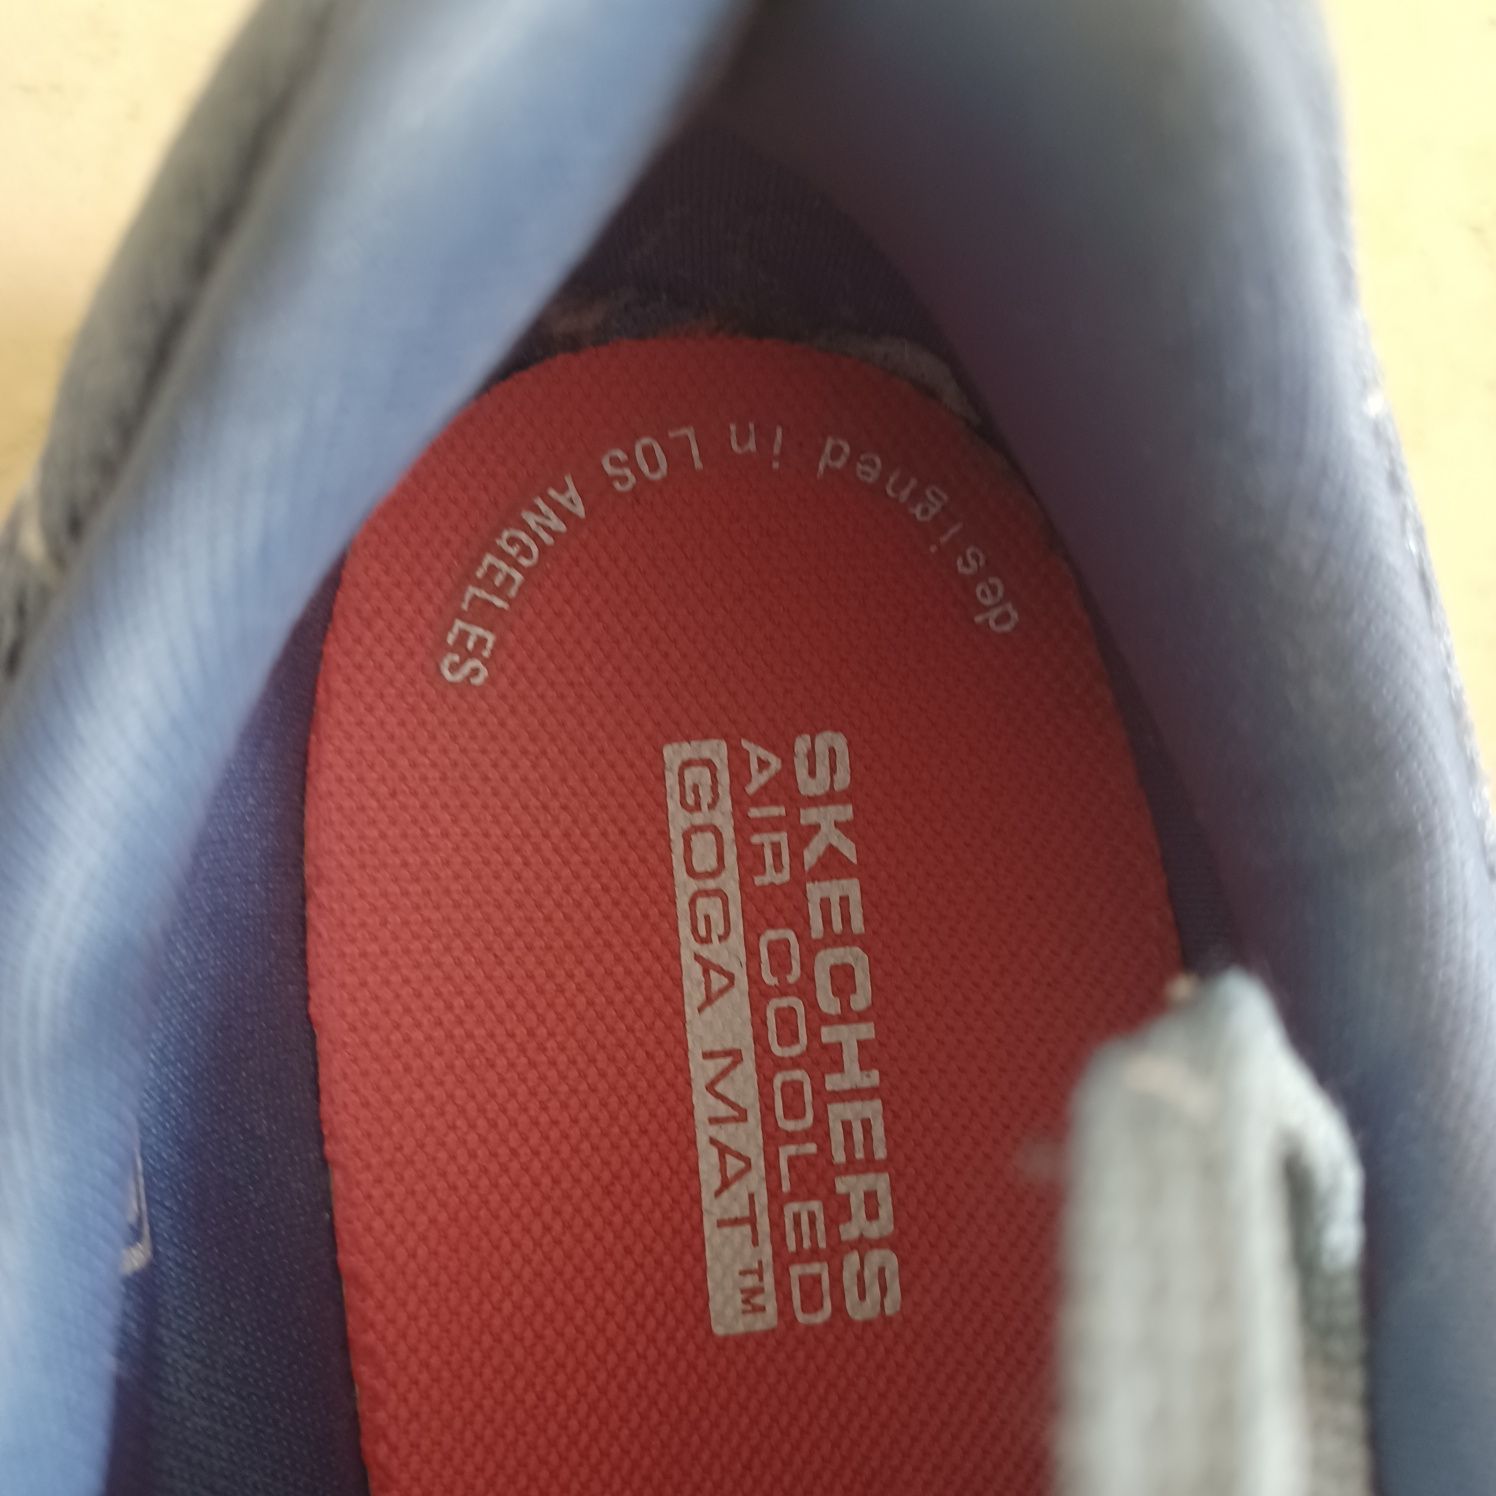 designed in LOS ANGELES
SKECHERS
AIR COOLED
GOGA MAT™